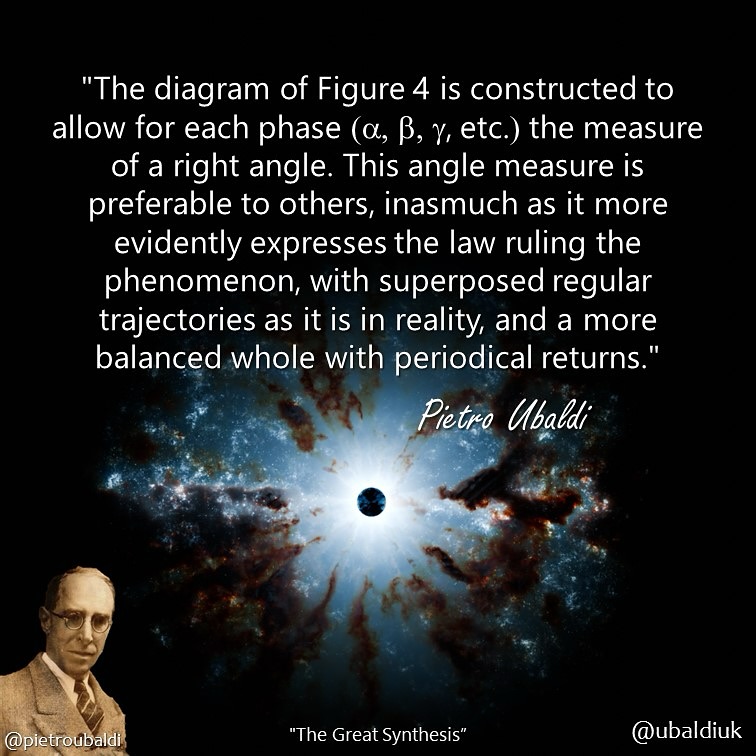 "The diagram of Figure 4 is constructed to
allow for each phase (α, β, γ, etc.) the measure
of a right angle. This angle measure is
preferable to others, inasmuch as it more
evidently expresses the law ruling the
phenomenon, with superposed regular
trajectories as it is in reality, and a more
balanced whole with periodical returns."
Pietro Ubaldi
@pietroubaldi
"The Great Synthesis”
@ubaldiuk